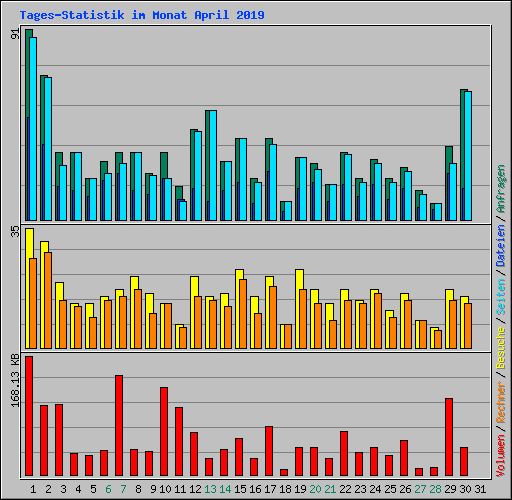 Tages-Statistik im Monat April 2019
91
35
168.13 KB
Volumen / Rechner / Besuche / Seiten / Dateien / Anfragen
1 2 3 4 5 6 7 8 9 10 11 12 13 14 15 16 17 18 19 20 21 22 23 24 25 26 27 28 29 30 31